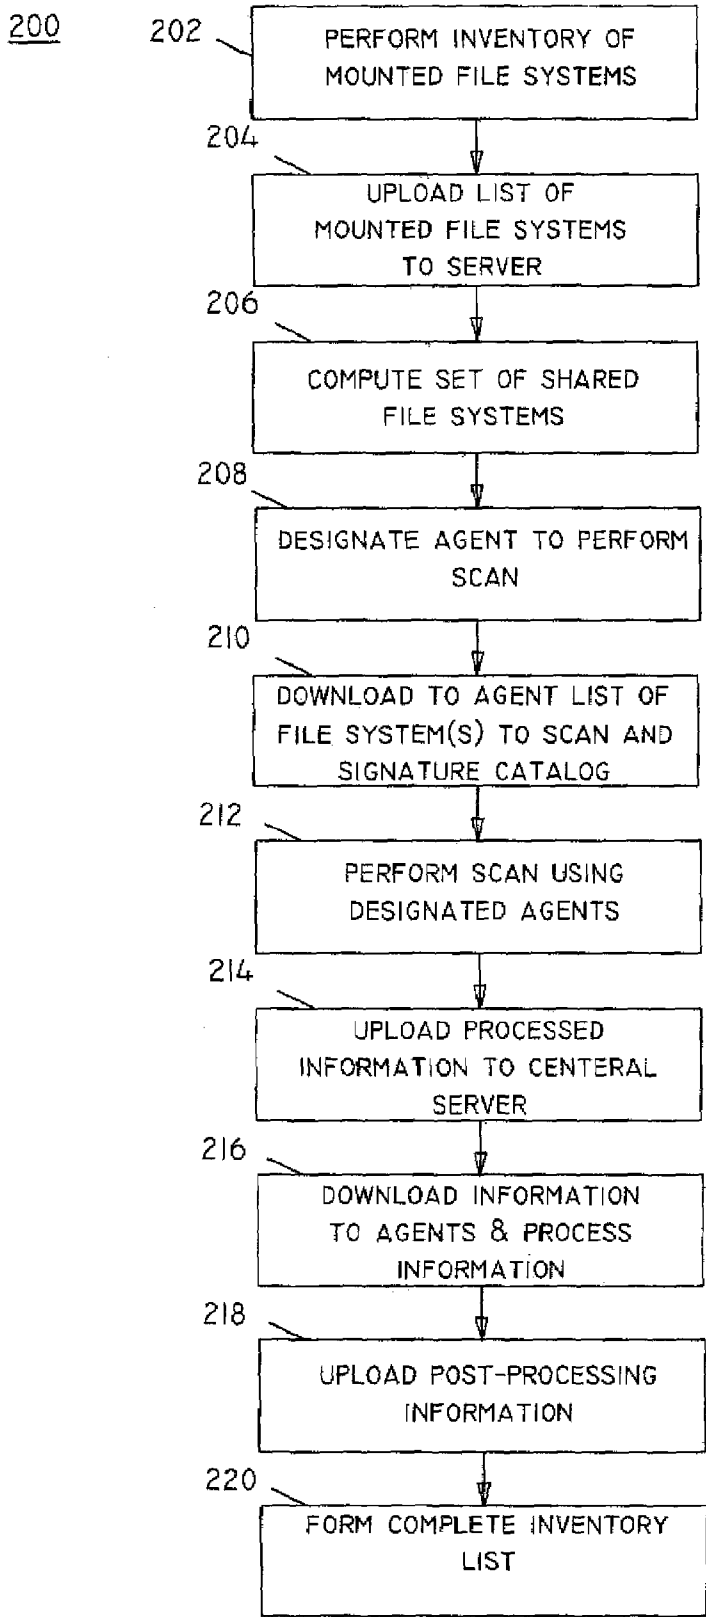 200
202
PERFORM INVENTORY OF
MOUNTED FILE SYSTEMS
204
UPLOAD LIST OF
MOUNTED FILE SYSTEMS
TO SERVER
206
COMPUTE SET OF SHARED
FILE SYSTEMS
208
DESIGNATE AGENT TO PERFORM
SCAN
210
DOWNLOAD TO AGENT LIST OF
FILE SYSTEM(S) TO SCAN AND
SIGNATURE CATALOG
212
PERFORM SCAN USING
DESIGNATED AGENTS
214
UPLOAD PROCESSED
INFORMATION TO CENTERAL
SERVER
216
DOWNLOAD INFORMATION
TO AGENTS & PROCESS
INFORMATION
218
UPLOAD POST-PROCESSING
INFORMATION
220
FORM COMPLETE INVENTORY
LIST